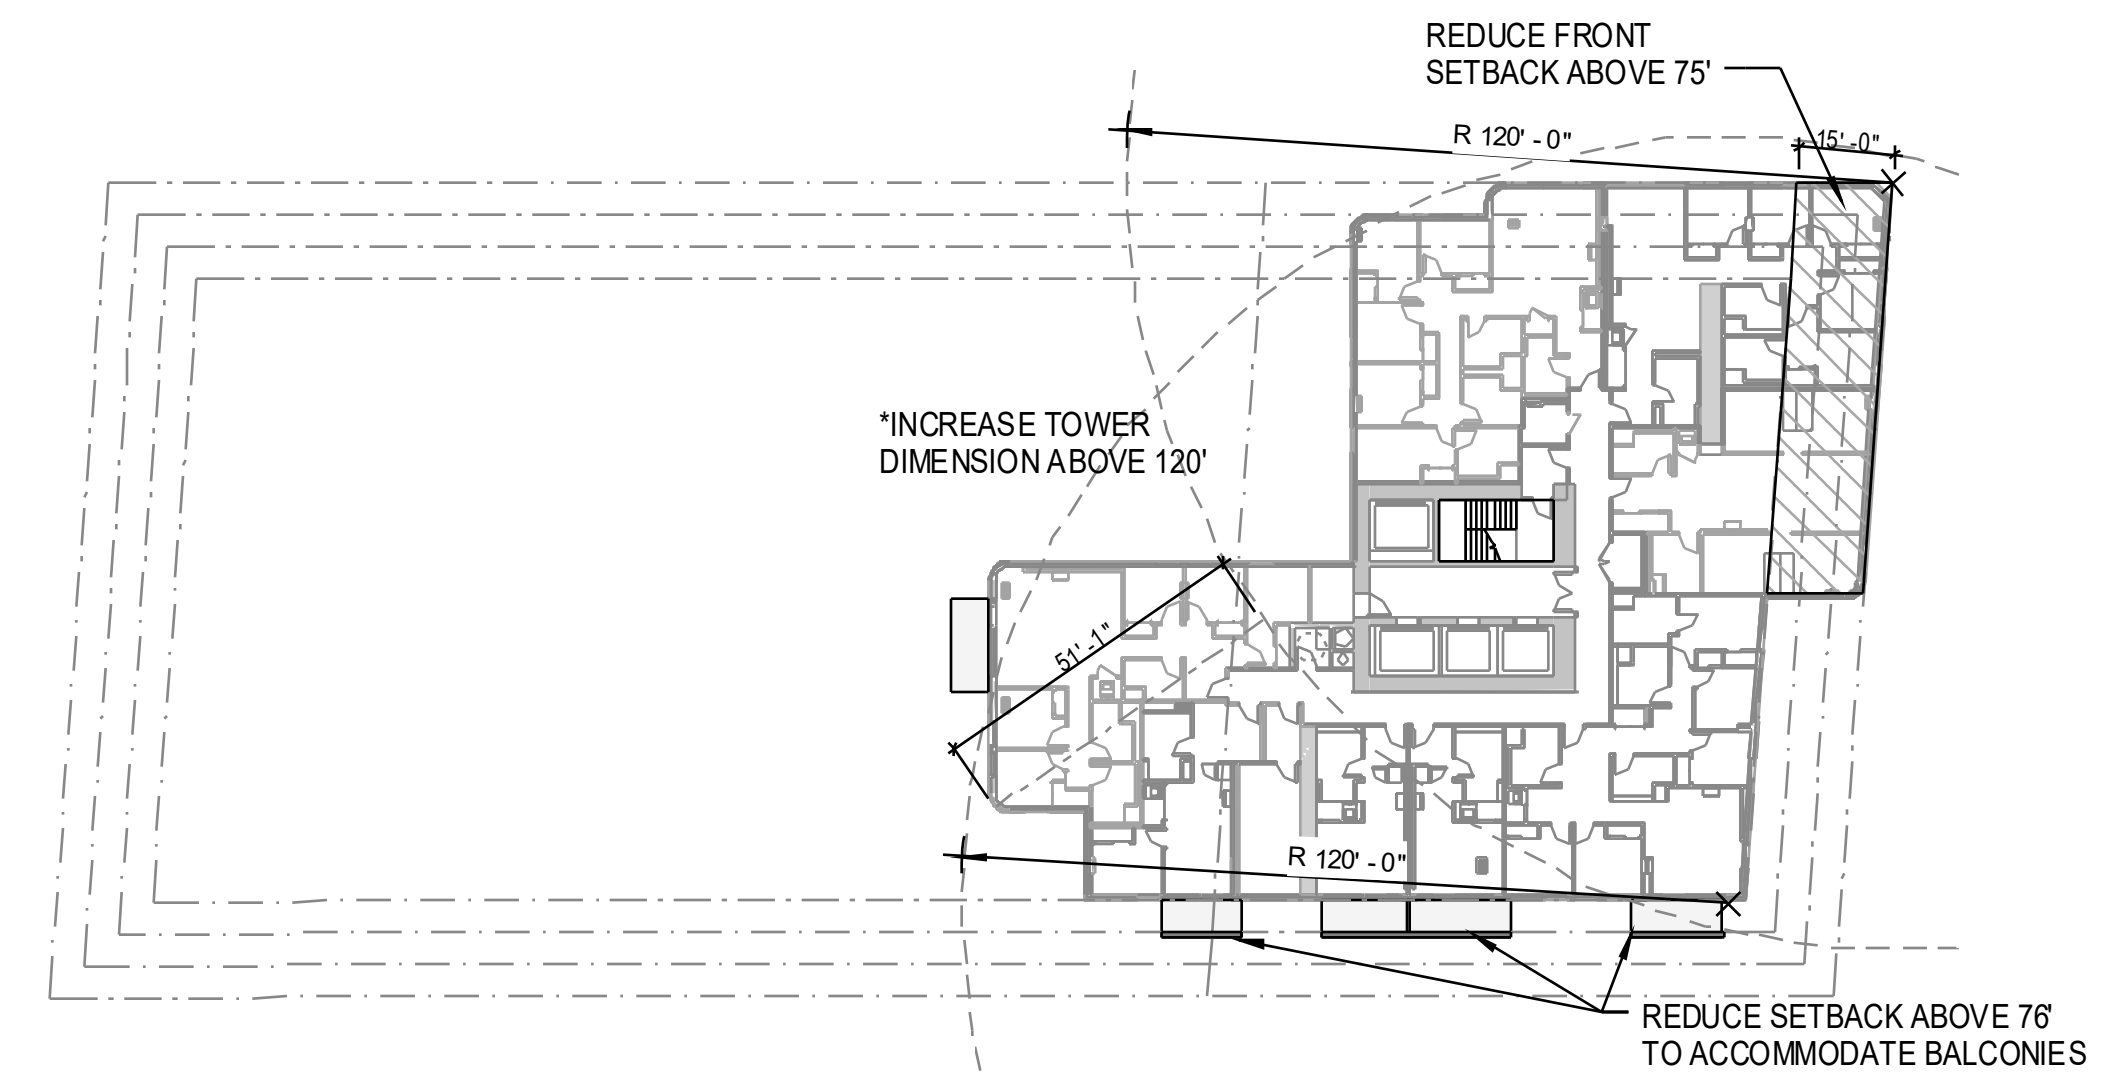 REDUCE FRONT
SETBACK ABOVE 75'
R 120' - 0"
15' -0"
*INCREASE TOWER
DIMENSION ABOVE 120'
51' -1"
R 120' - 0"
REDUCE SETBACK ABOVE 76'
TO ACCOMMODATE BALCONIES